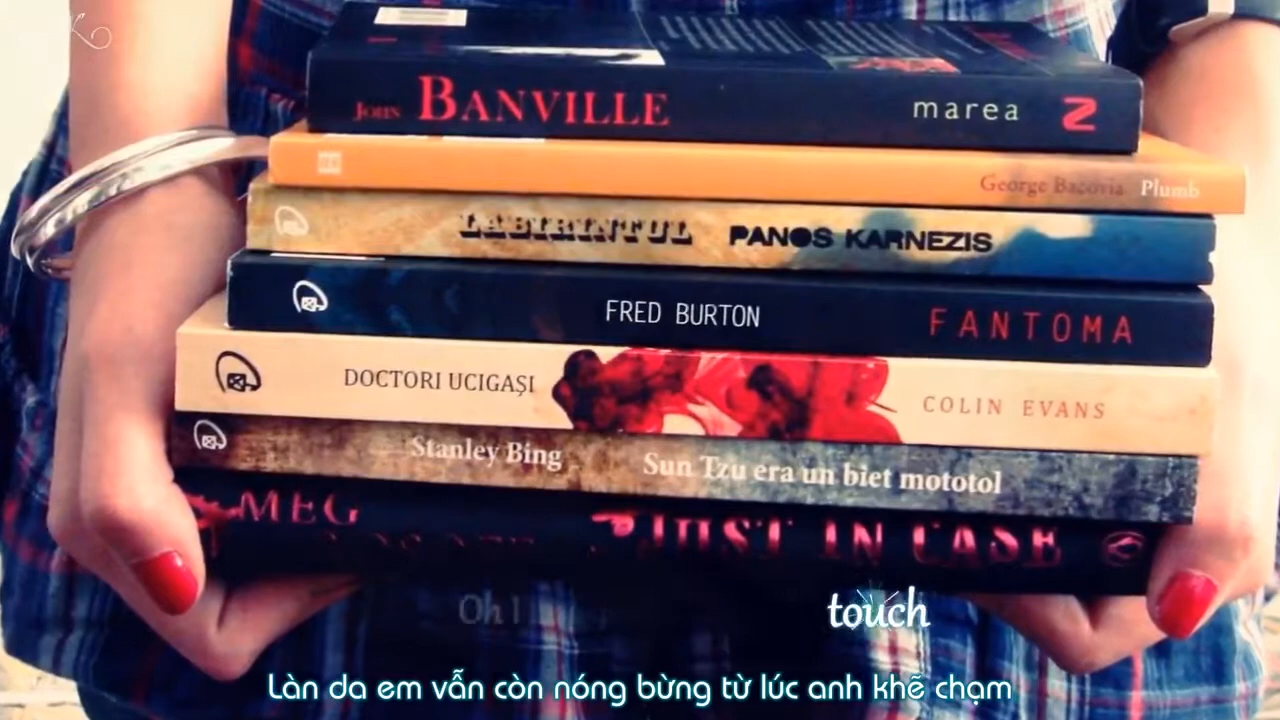 JOHN BANVILLE marea
George Bacovia Plumb
LABIRINTUL PANOS KARNEZIS
FRED BURTON FANTOMA
DOCTORI UCIGAȘI COLIN EVANS
Stanley Bing Sun Tzu era un biet mototol
MEG JUST IN CASE
Oh I touch
Làn da em vẫn còn nóng bừng từ lúc anh khẽ chạm